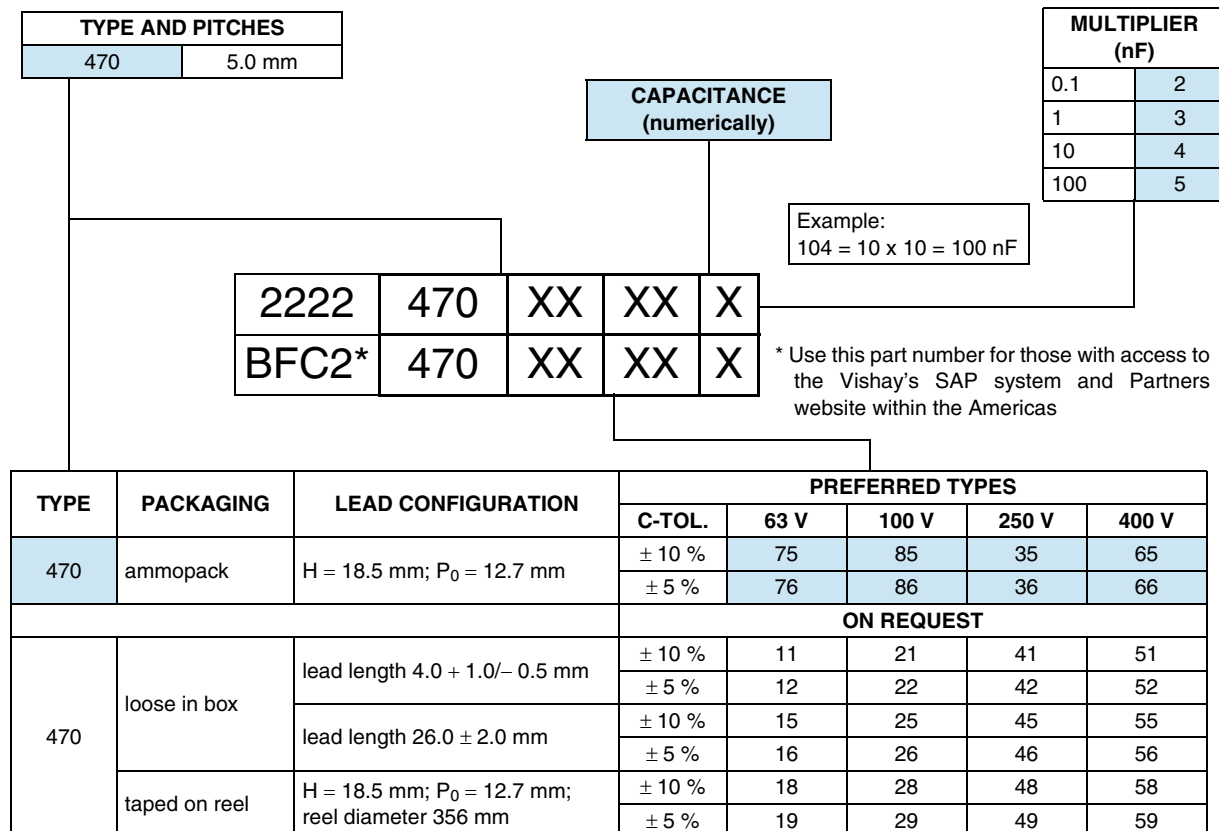 TYPE AND PITCHES
470 5.0 mm
MULTIPLIER
(nF)
0.1 2
1 3
10 4
100 5
CAPACITANCE
(numerically)
Example:
104 = 10 x 10 = 100 nF
2222 470 XX XX X
BFC2* 470 XX XX X
* Use this part number for those with access to
the Vishay's SAP system and Partners
website within the Americas
TYPE PACKAGING LEAD CONFIGURATION PREFERRED TYPES
C-TOL. 63 V 100 V 250 V 400 V
470 ammopack H = 18.5 mm; P0 = 12.7 mm ± 10 % 75 85 35 65
± 5 % 76 86 36 66
ON REQUEST
470 loose in box lead length 4.0 + 1.0/– 0.5 mm ± 10 % 11 21 41 51
± 5 % 12 22 42 52
lead length 26.0 ± 2.0 mm ± 10 % 15 25 45 55
± 5 % 16 26 46 56
taped on reel H = 18.5 mm; P0 = 12.7 mm; ± 10 % 18 28 48 58
reel diameter 356 mm ± 5 % 19 29 49 59